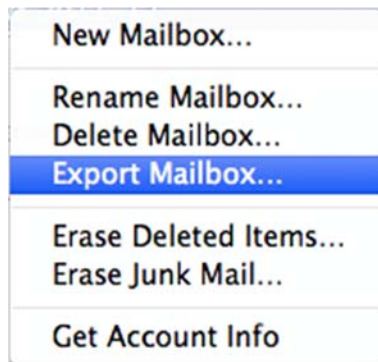 New Mailbox...
Rename Mailbox...
Delete Mailbox...
Export Mailbox...
Erase Deleted Items...
Erase Junk Mail...
Get Account Info